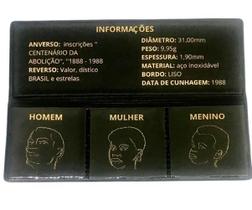 INFORMAÇÕES
ANVERSO: inscrições "
CENTENÁRIO DA
ABOLIÇÃO", "1888 - 1988
REVERSO: Valor, dístico
BRASIL e estrelas
DIÂMETRO: 31,00mm
PESO: 9.95g
ESPESSURA: 1,90mm
MATERIAL: aço inoxidável
BORDO: LISO
DATA DE CUNHAGEM: 1988
HOMEM
MULHER
MENINO